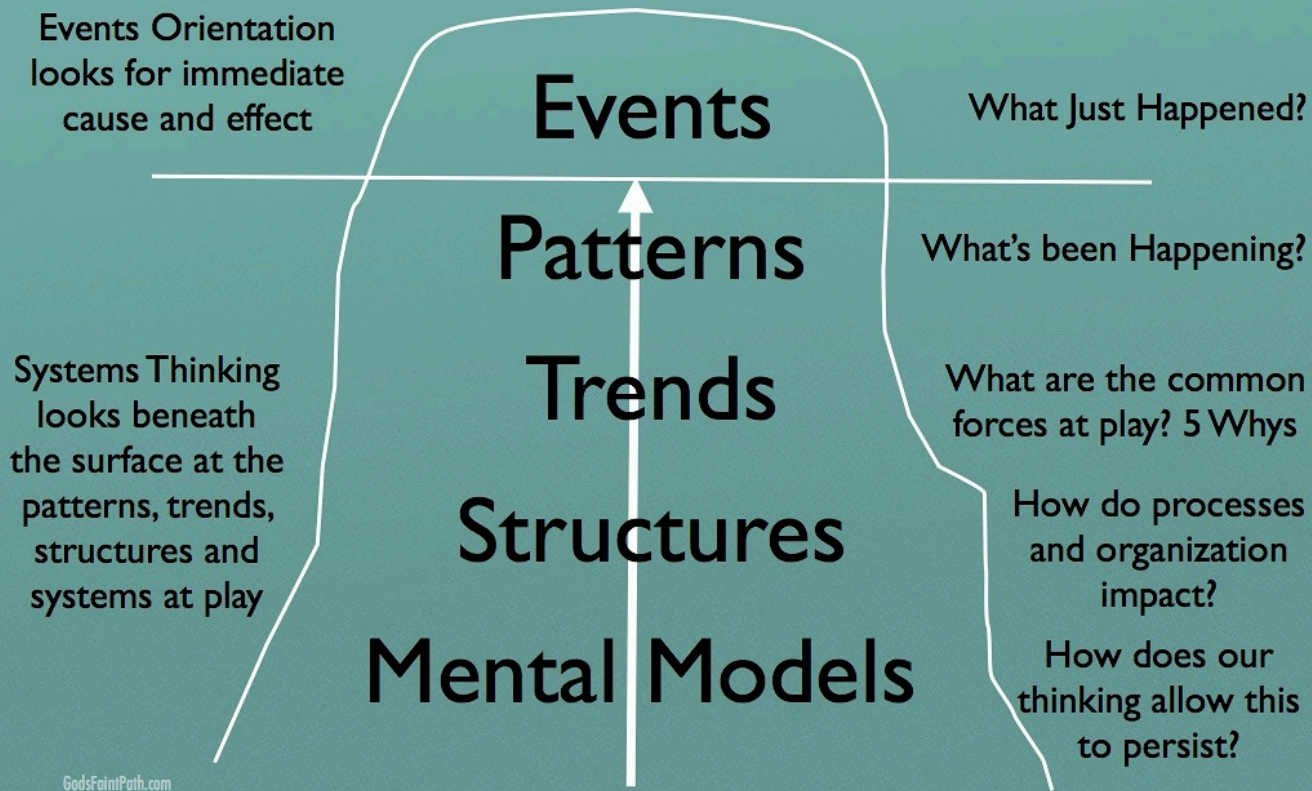 Events Orientation
looks for immediate
cause and effect
Events
What Just Happened?
Patterns
What's been Happening?
Systems Thinking
looks beneath
the surface at the
patterns, trends,
structures and
systems at play
Trends
What are the common
forces at play? 5 Whys
Structures
How do processes
and organization
impact?
Mental Models
How does our
thinking allow this
to persist?
GodsFaintPath.com